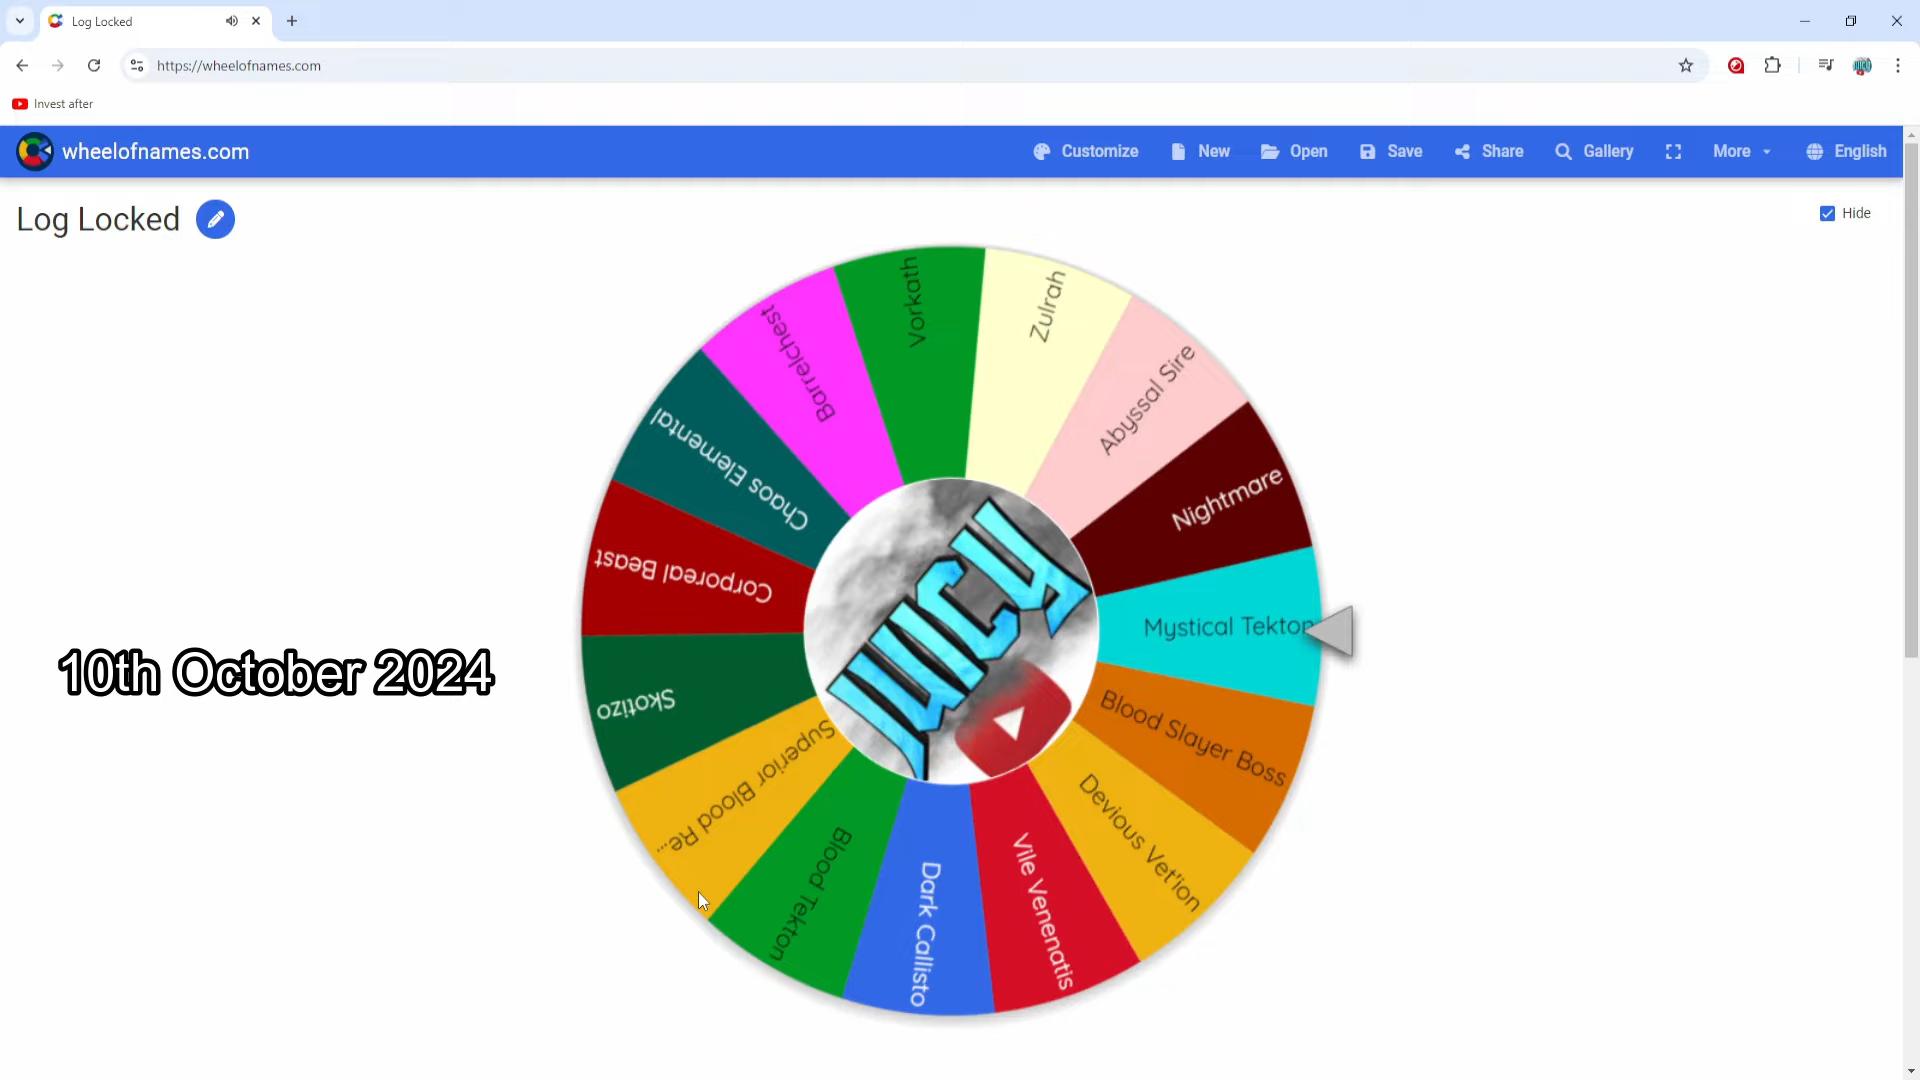 Log Locked
https://wheelofnames.com
Invest after
wheelofnames.com
Customize
New
Open
Save
Share
Gallery
More
English
Log Locked
Hide
Vorkath
Zulrah
Abyssal Sire
Nightmare
Mystical Tekton
Blood Slayer Boss
Devious Vet'ion
Vile Venenatis
Dark Callisto
Blood Tekton
Superior Blood Re...
Skotizo
Corporeal Beast
Chaos Elemental
Barrelchest
JUICY
10th October 2024